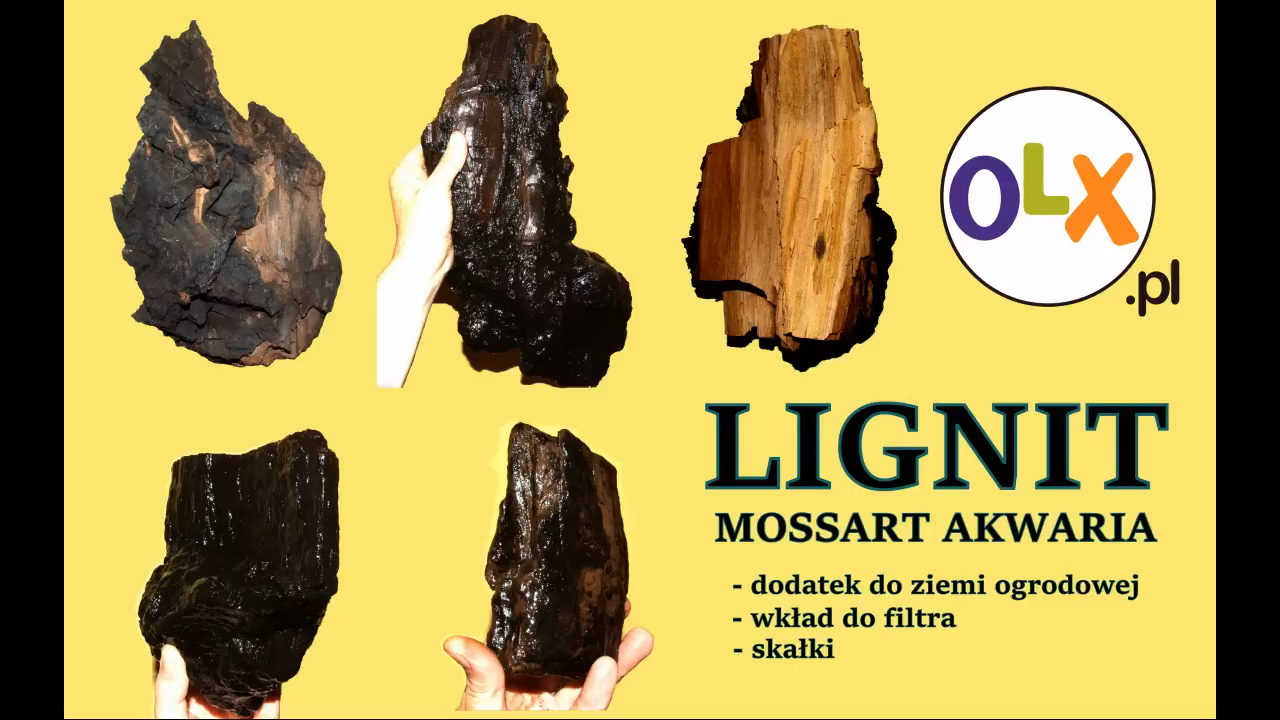 OLX
.pl
LIGNIT
MOSSART AKWARIA
- dodatek do ziemi ogrodowej
- wkład do filtra
- skałki